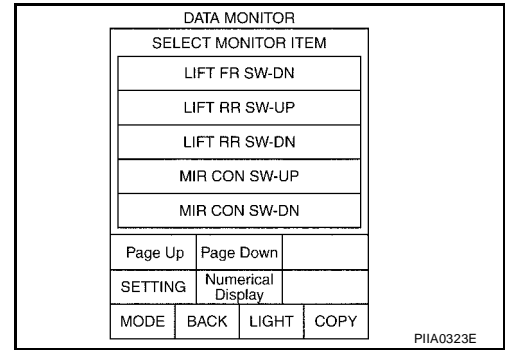 DATA MONITOR
SELECT MONITOR ITEM
LIFT FR SW-DN
LIFT RR SW-UP
LIFT RR SW-DN
MIR CON SW-UP
MIR CON SW-DN
Page Up Page Down
SETTING Numerical
Display
MODE BACK LIGHT COPY
PIIA0323E